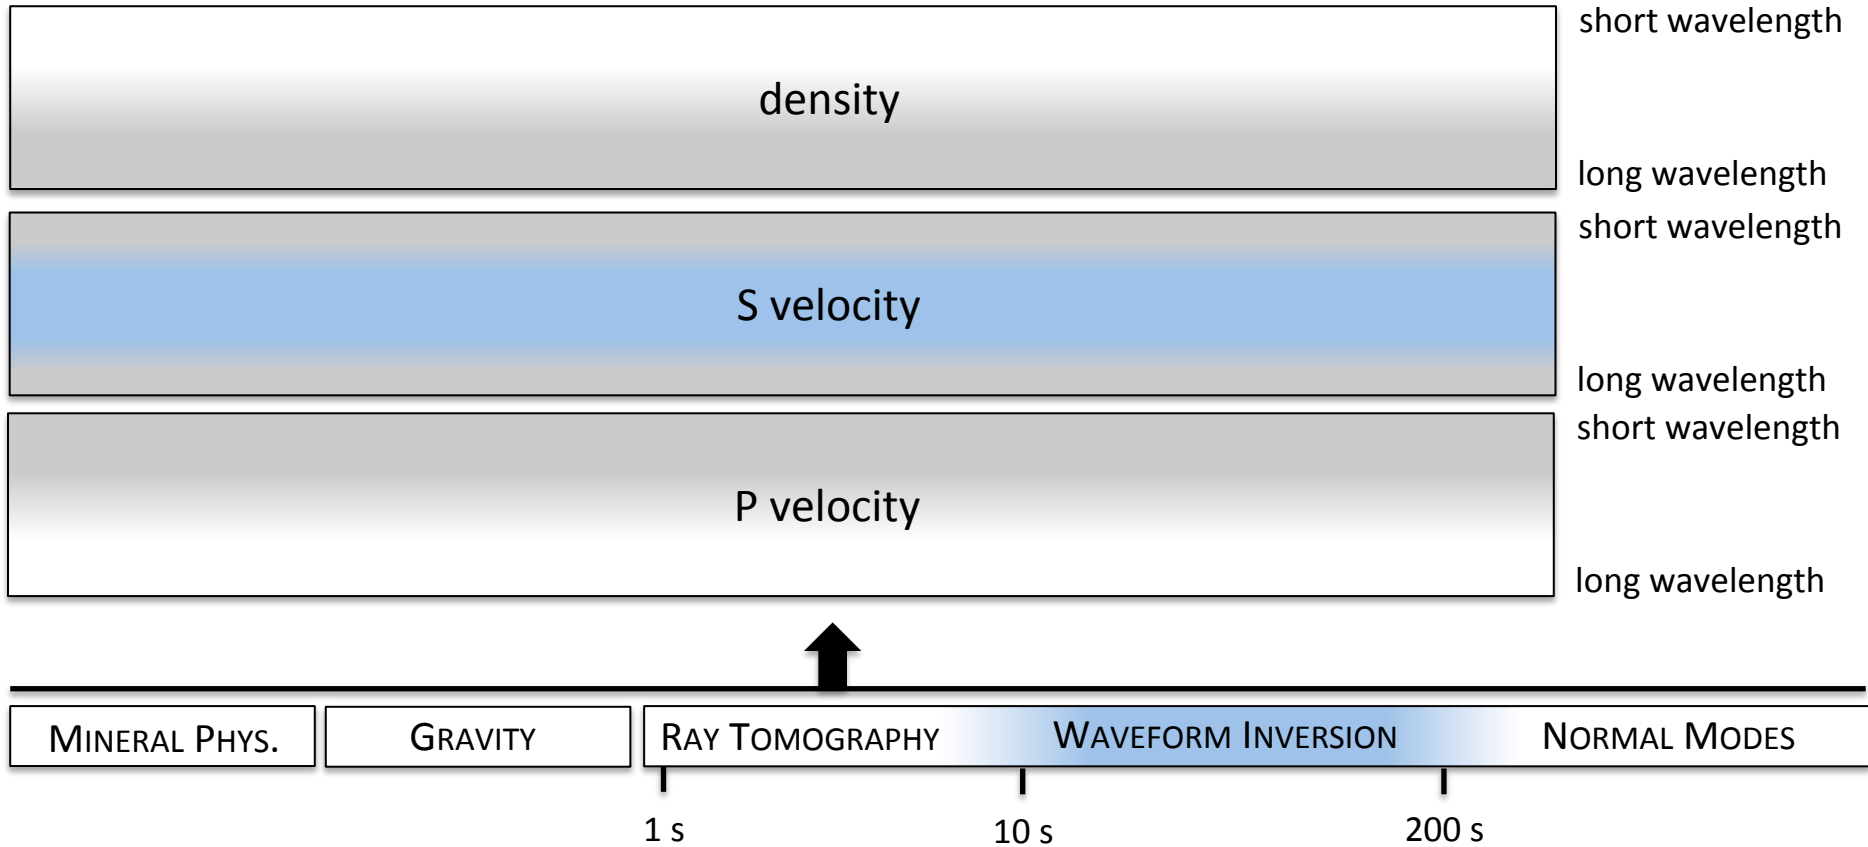 short wavelength
density
long wavelength
short wavelength
S velocity
long wavelength
short wavelength
P velocity
long wavelength
MINERAL PHYS.
GRAVITY
RAY TOMOGRAPHY
WAVEFORM INVERSION
NORMAL MODES
1 s
10 s
200 s